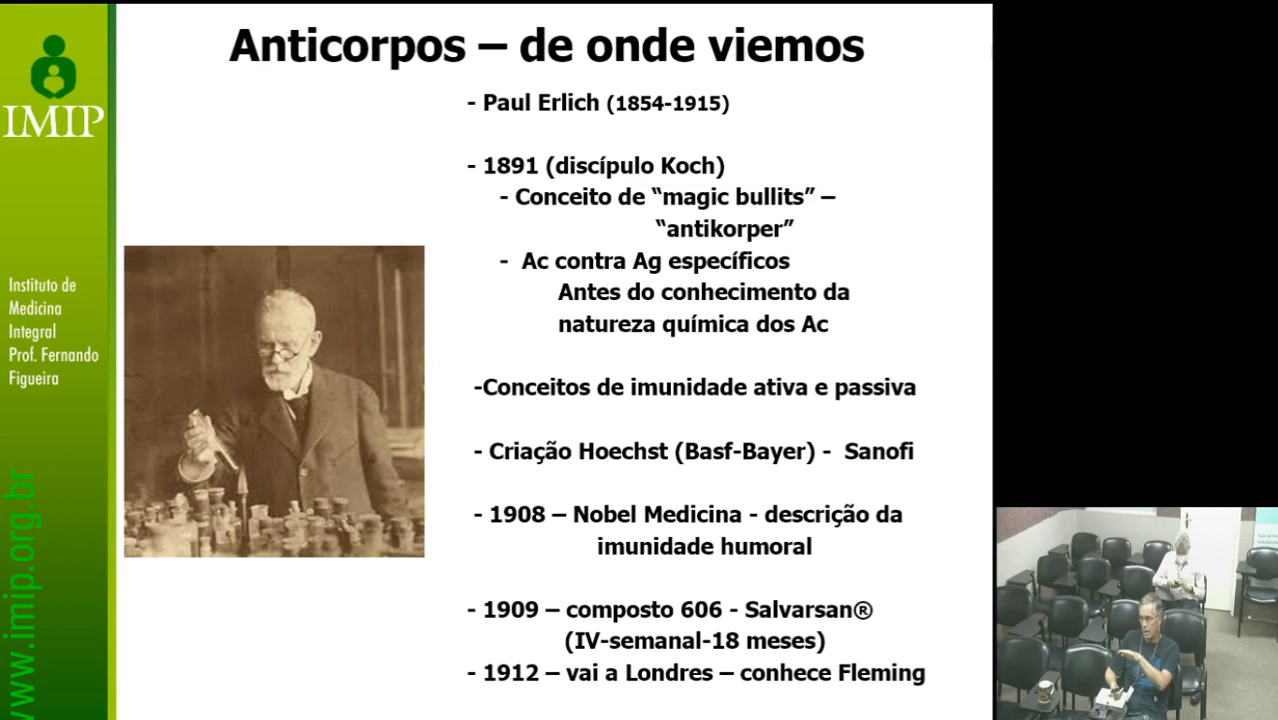 Anticorpos – de onde viemos
IMIP
Instituto de
Medicina
Integral
Prof. Fernando
Figueira
www.imip.org.br
- Paul Erlich (1854-1915)
- 1891 (discípulo Koch)
- Conceito de “magic bullits” –
“antikorper”
- Ac contra Ag específicos
Antes do conhecimento da
natureza química dos Ac
-Conceitos de imunidade ativa e passiva
- Criação Hoechst (Basf-Bayer) - Sanofi
- 1908 – Nobel Medicina - descrição da
imunidade humoral
- 1909 – composto 606 - Salvarsan®
(IV-semanal-18 meses)
- 1912 – vai a Londres – conhece Fleming